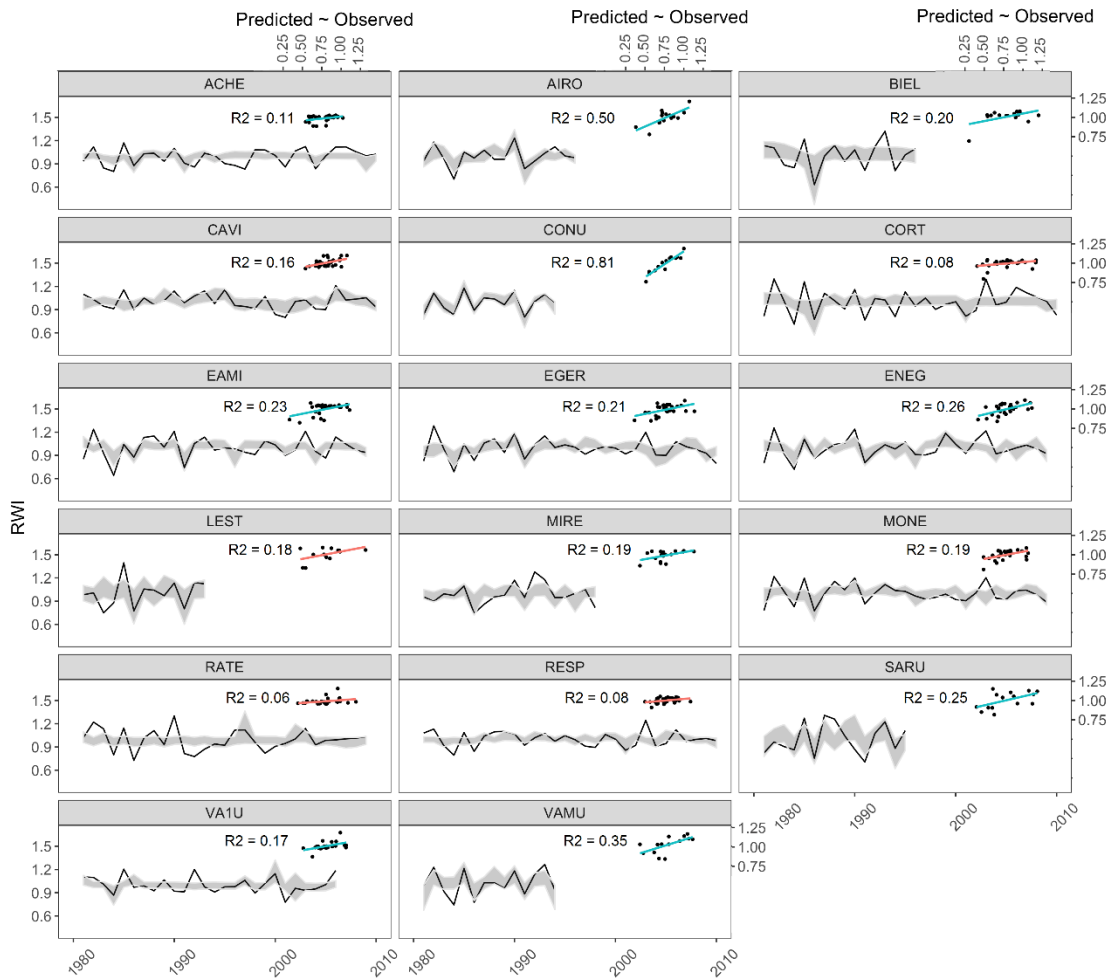 Predicted ~ Observed Predicted ~ Observed Predicted ~ Observed
0.25 0.50 0.75 1.00 1.25 0.25 0.50 0.75 1.00 1.25 0.25 0.50 0.75 1.00 1.25
ACHE AIRO BIEL
R2 = 0.11 R2 = 0.50 R2 = 0.20
1.5 1.2 0.9 0.6 1.25 1.00 0.75
CAVI CONU CORT
R2 = 0.16 R2 = 0.81 R2 = 0.08
1.5 1.2 0.9 0.6 1.25 1.00 0.75
EAMI EGER ENEG
R2 = 0.23 R2 = 0.21 R2 = 0.26
1.5 1.2 0.9 0.6 1.25 1.00 0.75
RWI
LEST MIRE MONE
R2 = 0.18 R2 = 0.19 R2 = 0.19
1.5 1.2 0.9 0.6 1.25 1.00 0.75
RATE RESP SARU
R2 = 0.06 R2 = 0.08 R2 = 0.25
1.5 1.2 0.9 0.6 1.25 1.00 0.75
1980 1990 2000 2010
VA1U VAMU
R2 = 0.17 R2 = 0.35
1.5 1.2 0.9 0.6 1.25 1.00 0.75
1980 1990 2000 2010 1980 1990 2000 2010